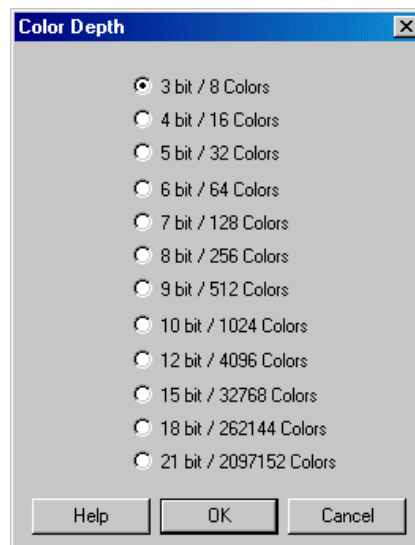 Color Depth
3 bit / 8 Colors
4 bit / 16 Colors
5 bit / 32 Colors
6 bit / 64 Colors
7 bit / 128 Colors
8 bit / 256 Colors
9 bit / 512 Colors
10 bit / 1024 Colors
12 bit / 4096 Colors
15 bit / 32768 Colors
18 bit / 262144 Colors
21 bit / 2097152 Colors
Help OK Cancel